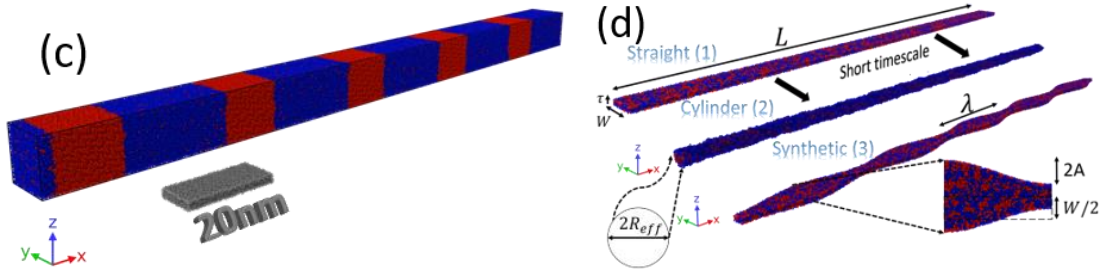 (c)
20nm
z
y
x
(d)
Straight (1)
L
Short timescale
τ
W
Cylinder (2)
λ
Synthetic (3)
z
y
x
2A
W/2
z
y
x
2R_eff